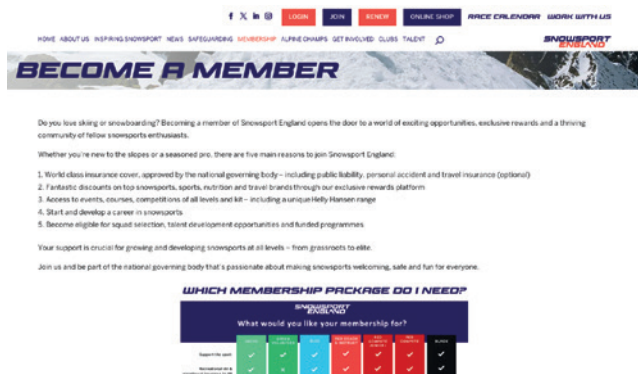 LOGIN JOIN RENEW ONLINE SHOP RACE CALENDAR WORK WITH US
HOME ABOUT US INSPIRING SNOWSPORT NEWS SAFEGUARDING MEMBERSHIP ALPINE CHAMPS GET INVOLVED CLUBS TALENT
SNOWSPORT
ENGLAND
BECOME A MEMBER
Do you love skiing or snowboarding? Becoming a member of Snowsport England opens the door to a world of exciting opportunities, exclusive rewards and a thriving
community of fellow snowsports enthusiasts.
Whether you're new to the slopes or a seasoned pro, there are five main reasons to join Snowsport England:
1. World class insurance cover, approved by the national governing body – including public liability, personal accident and travel insurance (optional)
2. Fantastic discounts on top snowsports, sports, nutrition and travel brands through our exclusive rewards platform
3. Access to events, courses, competitions of all levels and kit – including a unique Helly Hansen range
4. Start and develop a career in snowsports
5. Become eligible for squad selection, talent development opportunities and funded programmes
Your support is crucial for growing and developing snowsports at all levels – from grassroots to elite.
Join us and be part of the national governing body that's passionate about making snowsports welcoming, safe and fun for everyone.
WHICH MEMBERSHIP PACKAGE DO I NEED?
SNOWSPORT
ENGLAND
What would you like your membership for?
Support the sport